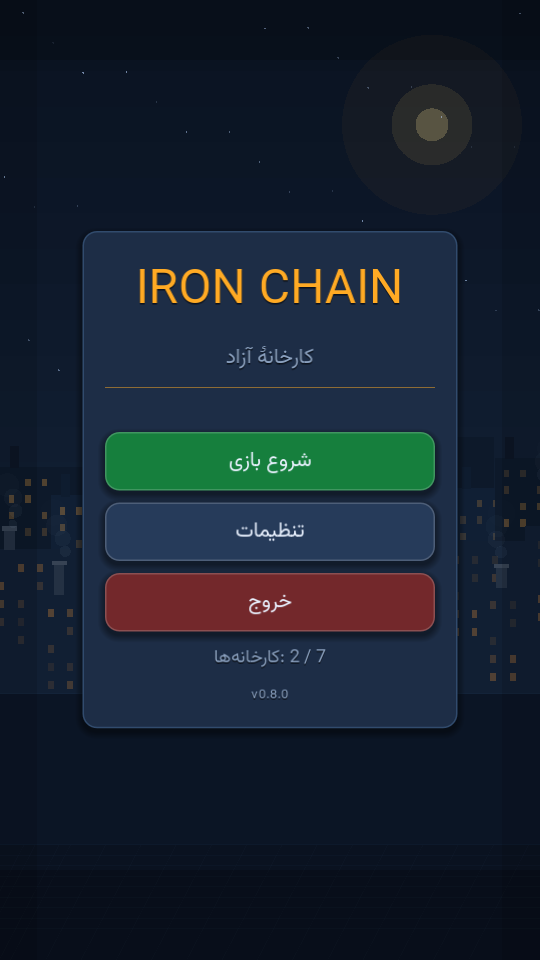 IRON CHAIN
کارخانهٔ آزاد
شروع بازی
تنظیمات
خروج
کارخانه‌ها: 2 / 7
v0.8.0